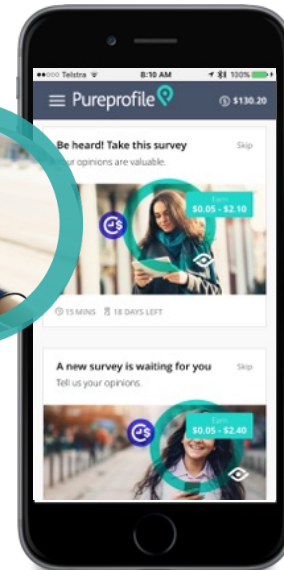 Telstra 8:10 AM 100%
Pureprofile $130.20
Be heard! Take this survey Skip
Your opinions are valuable.
Earn
$0.05 - $2.10
15 MINS 18 DAYS LEFT
A new survey is waiting for you Skip
Tell us your opinions.
Earn
$0.05 - $2.40